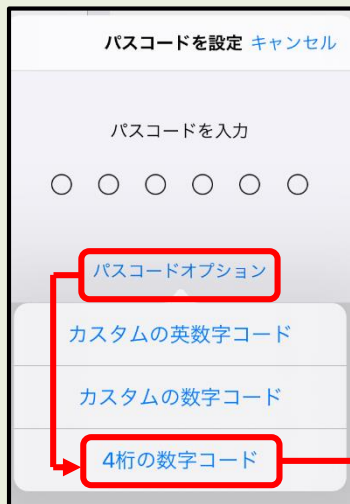 パスコードを設定 キャンセル
パスコードを入力
パスコードオプション
カスタムの英数字コード
カスタムの数字コード
4桁の数字コード